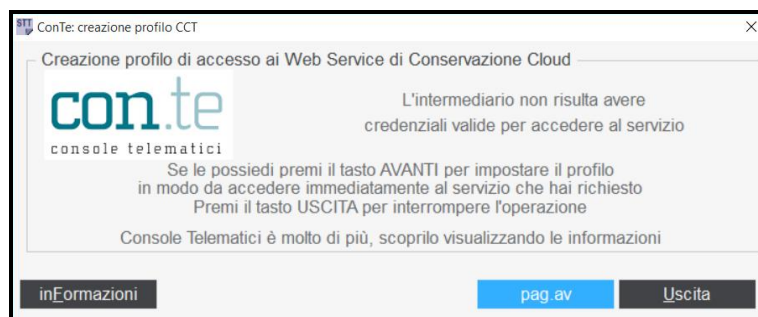 STT
ConTe: creazione profilo CCT
Creazione profilo di accesso ai Web Service di Conservazione Cloud
con.te
console telematici
L'intermediario non risulta avere
credenziali valide per accedere al servizio
Se le possiedi premi il tasto AVANTI per impostare il profilo
in modo da accedere immediatamente al servizio che hai richiesto
Premi il tasto USCITA per interrompere l'operazione
Console Telematici è molto di più, scoprilo visualizzando le informazioni
inFormazioni
pag.av
Uscita